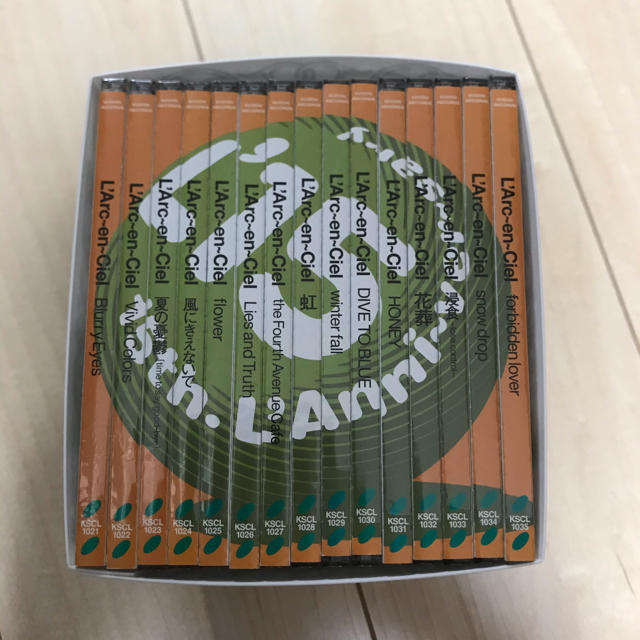 L'Arc~en~Ciel Blurry Eyes KSCL 1021
L'Arc~en~Ciel Vivid Colors KSCL 1022
L'Arc~en~Ciel 夏の憂鬱 KSCL 1023
L'Arc~en~Ciel 風にきえないで KSCL 1024
L'Arc~en~Ciel flower KSCL 1025
L'Arc~en~Ciel Lies and Truth KSCL 1026
L'Arc~en~Ciel the Fourth Avenue Cafe KSCL 1027
L'Arc~en~Ciel 虹 KSCL 1028
L'Arc~en~Ciel winter fall KSCL 1029
L'Arc~en~Ciel DIVE TO BLUE KSCL 1030
L'Arc~en~Ciel HONEY KSCL 1031
L'Arc~en~Ciel 花葬 KSCL 1032
L'Arc~en~Ciel 浸食 KSCL 1033
L'Arc~en~Ciel snow drop KSCL 1034
L'Arc~en~Ciel forbidden lover KSCL 1035
15
L'Anni